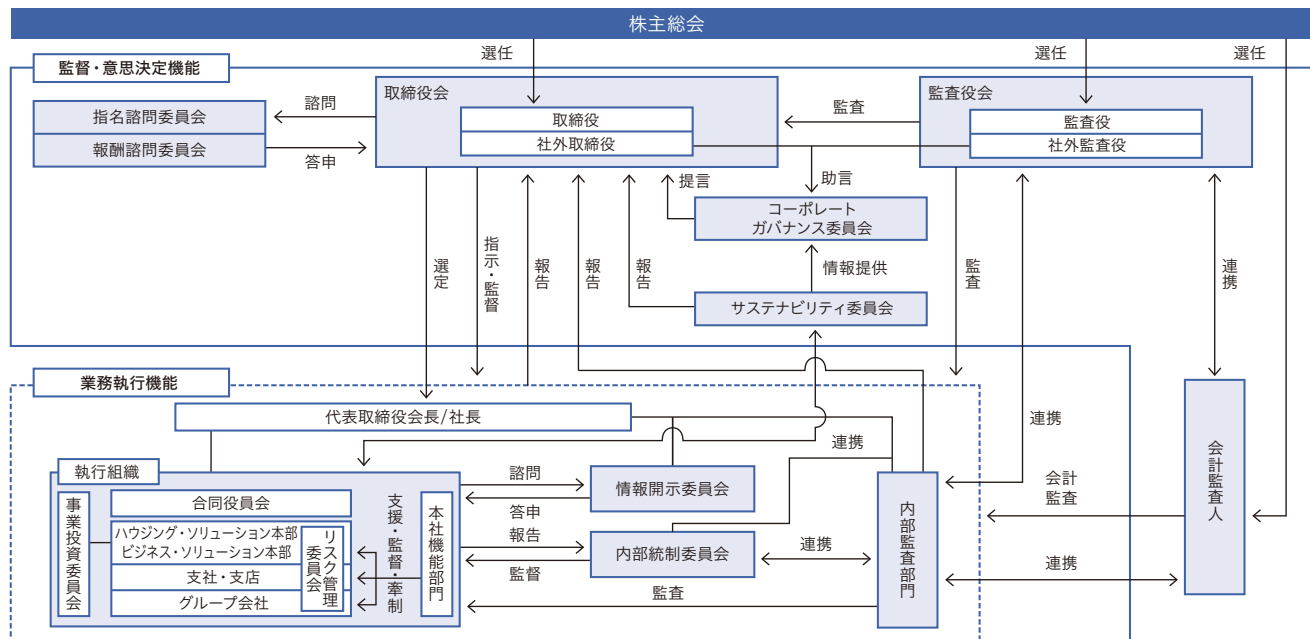 株主総会
選任
選任
選任
監督・意思決定機能
取締役会
監査役会
指名諮問委員会
報酬諮問委員会
諮問
答申
取締役
社外取締役
監査
監査役
社外監査役
提言
助言
コーポレート
ガバナンス委員会
選定
指示・監督
報告
報告
報告
情報提供
監査
連携
サステナビリティ委員会
業務執行機能
代表取締役会長/社長
連携
連携
会計監査人
執行組織
事業投資委員会
合同役員会
ハウジング・ソリューション本部
ビジネス・ソリューション本部
支社・支店
グループ会社
リスク管理
委員会
支援・監督・牽制
本社機能部門
諮問
答申
報告
監督
情報開示委員会
内部統制委員会
連携
監査
内部監査部門
会計
監査
連携